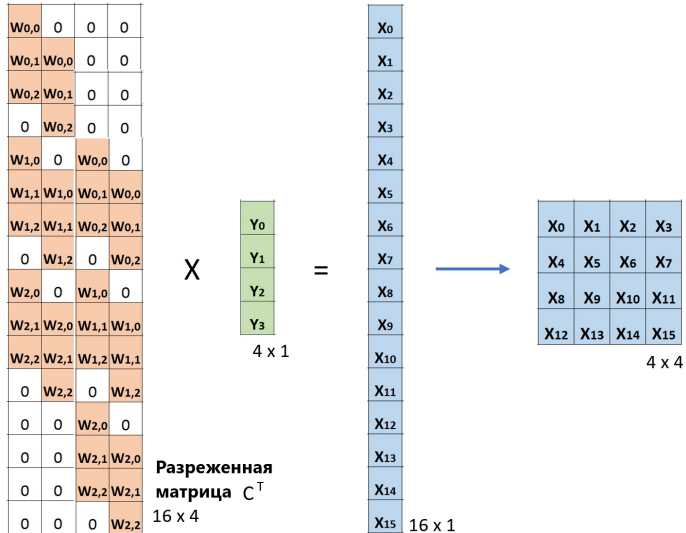 W0,0 0 0 0
W0,1 W0,0 0 0
W0,2 W0,1 0 0
0 W0,2 0 0
W1,0 0 W0,0 0
W1,1 W1,0 W0,1 W0,0
W1,2 W1,1 W0,2 W0,1
0 W1,2 0 W0,2
W2,0 0 W1,0 0
W2,1 W2,0 W1,1 W1,0
W2,2 W2,1 W1,2 W1,1
0 W2,2 0 W1,2
0 0 W2,0 0
0 0 W2,1 W2,0
0 0 W2,2 W2,1
0 0 0 W2,2
Разреженная
матрица C^T
16 x 4
X
Y0
Y1
Y2
Y3
4 x 1
=
X0
X1
X2
X3
X4
X5
X6
X7
X8
X9
X10
X11
X12
X13
X14
X15
16 x 1
X0 X1 X2 X3
X4 X5 X6 X7
X8 X9 X10 X11
X12 X13 X14 X15
4 x 4